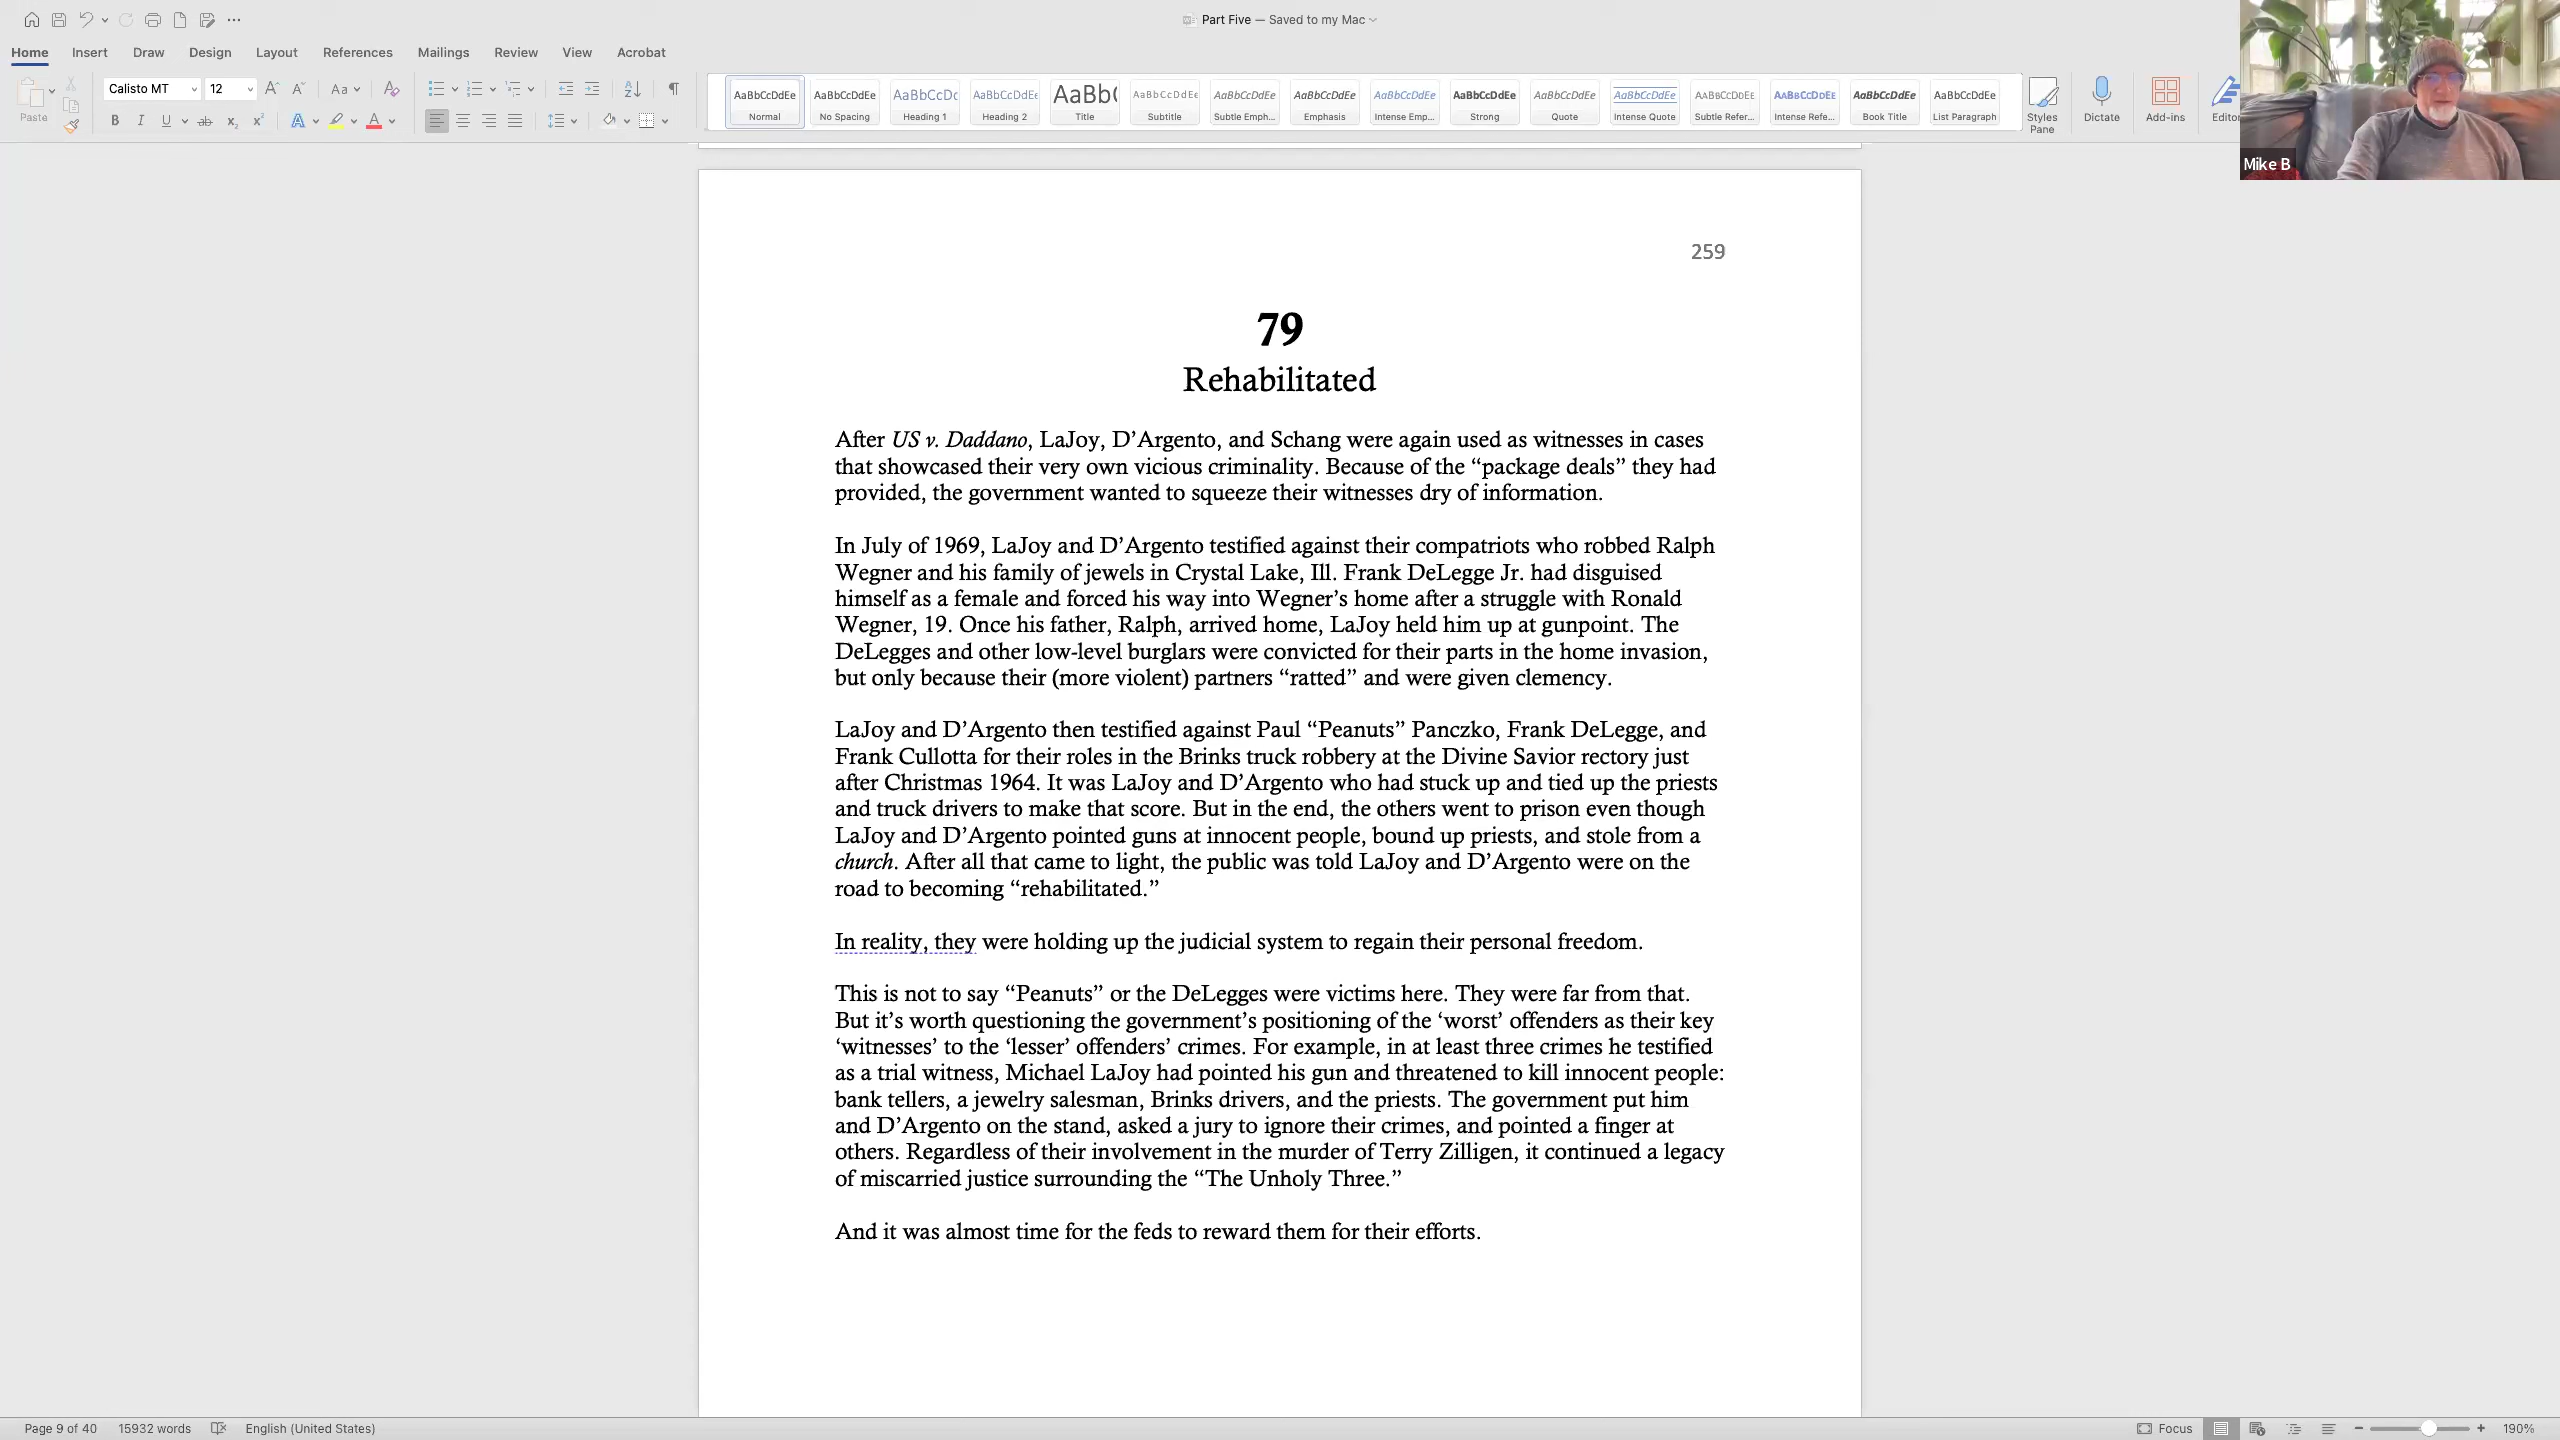 Part Five — Saved to my Mac
Home Insert Draw Design Layout References Mailings Review View Acrobat
Paste
Calisto MT 12
AaBbCcDdEe Normal
AaBbCcDdEe No Spacing
AaBbCcDc Heading 1
AaBbCcDdEe Heading 2
AaBb( Title
AaBbCcDdEe Subtitle
AaBbCcDdEe Subtle Emph...
AaBbCcDdEe Emphasis
AaBbCcDdEe Intense Emp...
AaBbCcDdEe Strong
AaBbCcDdEe Quote
AaBbCcDdEe Intense Quote
AaBbCcDdEe Subtle Refer...
AaBbCcDdEe Intense Refe...
AaBbCcDdEe Book Title
AaBbCcDdEe List Paragraph
Styles Pane
Dictate
Add-ins
Editor
Mike B
259
79
Rehabilitated
After US v. Daddano, LaJoy, D’Argento, and Schang were again used as witnesses in cases
that showcased their very own vicious criminality. Because of the “package deals” they had
provided, the government wanted to squeeze their witnesses dry of information.
In July of 1969, LaJoy and D’Argento testified against their compatriots who robbed Ralph
Wegner and his family of jewels in Crystal Lake, Ill. Frank DeLegge Jr. had disguised
himself as a female and forced his way into Wegner’s home after a struggle with Ronald
Wegner, 19. Once his father, Ralph, arrived home, LaJoy held him up at gunpoint. The
DeLegges and other low-level burglars were convicted for their parts in the home invasion,
but only because their (more violent) partners “ratted” and were given clemency.
LaJoy and D’Argento then testified against Paul “Peanuts” Panczko, Frank DeLegge, and
Frank Cullotta for their roles in the Brinks truck robbery at the Divine Savior rectory just
after Christmas 1964. It was LaJoy and D’Argento who had stuck up and tied up the priests
and truck drivers to make that score. But in the end, the others went to prison even though
LaJoy and D’Argento pointed guns at innocent people, bound up priests, and stole from a
church. After all that came to light, the public was told LaJoy and D’Argento were on the
road to becoming “rehabilitated.”
In reality, they were holding up the judicial system to regain their personal freedom.
This is not to say “Peanuts” or the DeLegges were victims here. They were far from that.
But it’s worth questioning the government’s positioning of the ‘worst’ offenders as their key
‘witnesses’ to the ‘lesser’ offenders’ crimes. For example, in at least three crimes he testified
as a trial witness, Michael LaJoy had pointed his gun and threatened to kill innocent people:
bank tellers, a jewelry salesman, Brinks drivers, and the priests. The government put him
and D’Argento on the stand, asked a jury to ignore their crimes, and pointed a finger at
others. Regardless of their involvement in the murder of Terry Zilligen, it continued a legacy
of miscarried justice surrounding the “The Unholy Three.”
And it was almost time for the feds to reward them for their efforts.
Page 9 of 40 15932 words English (United States) Focus 190%